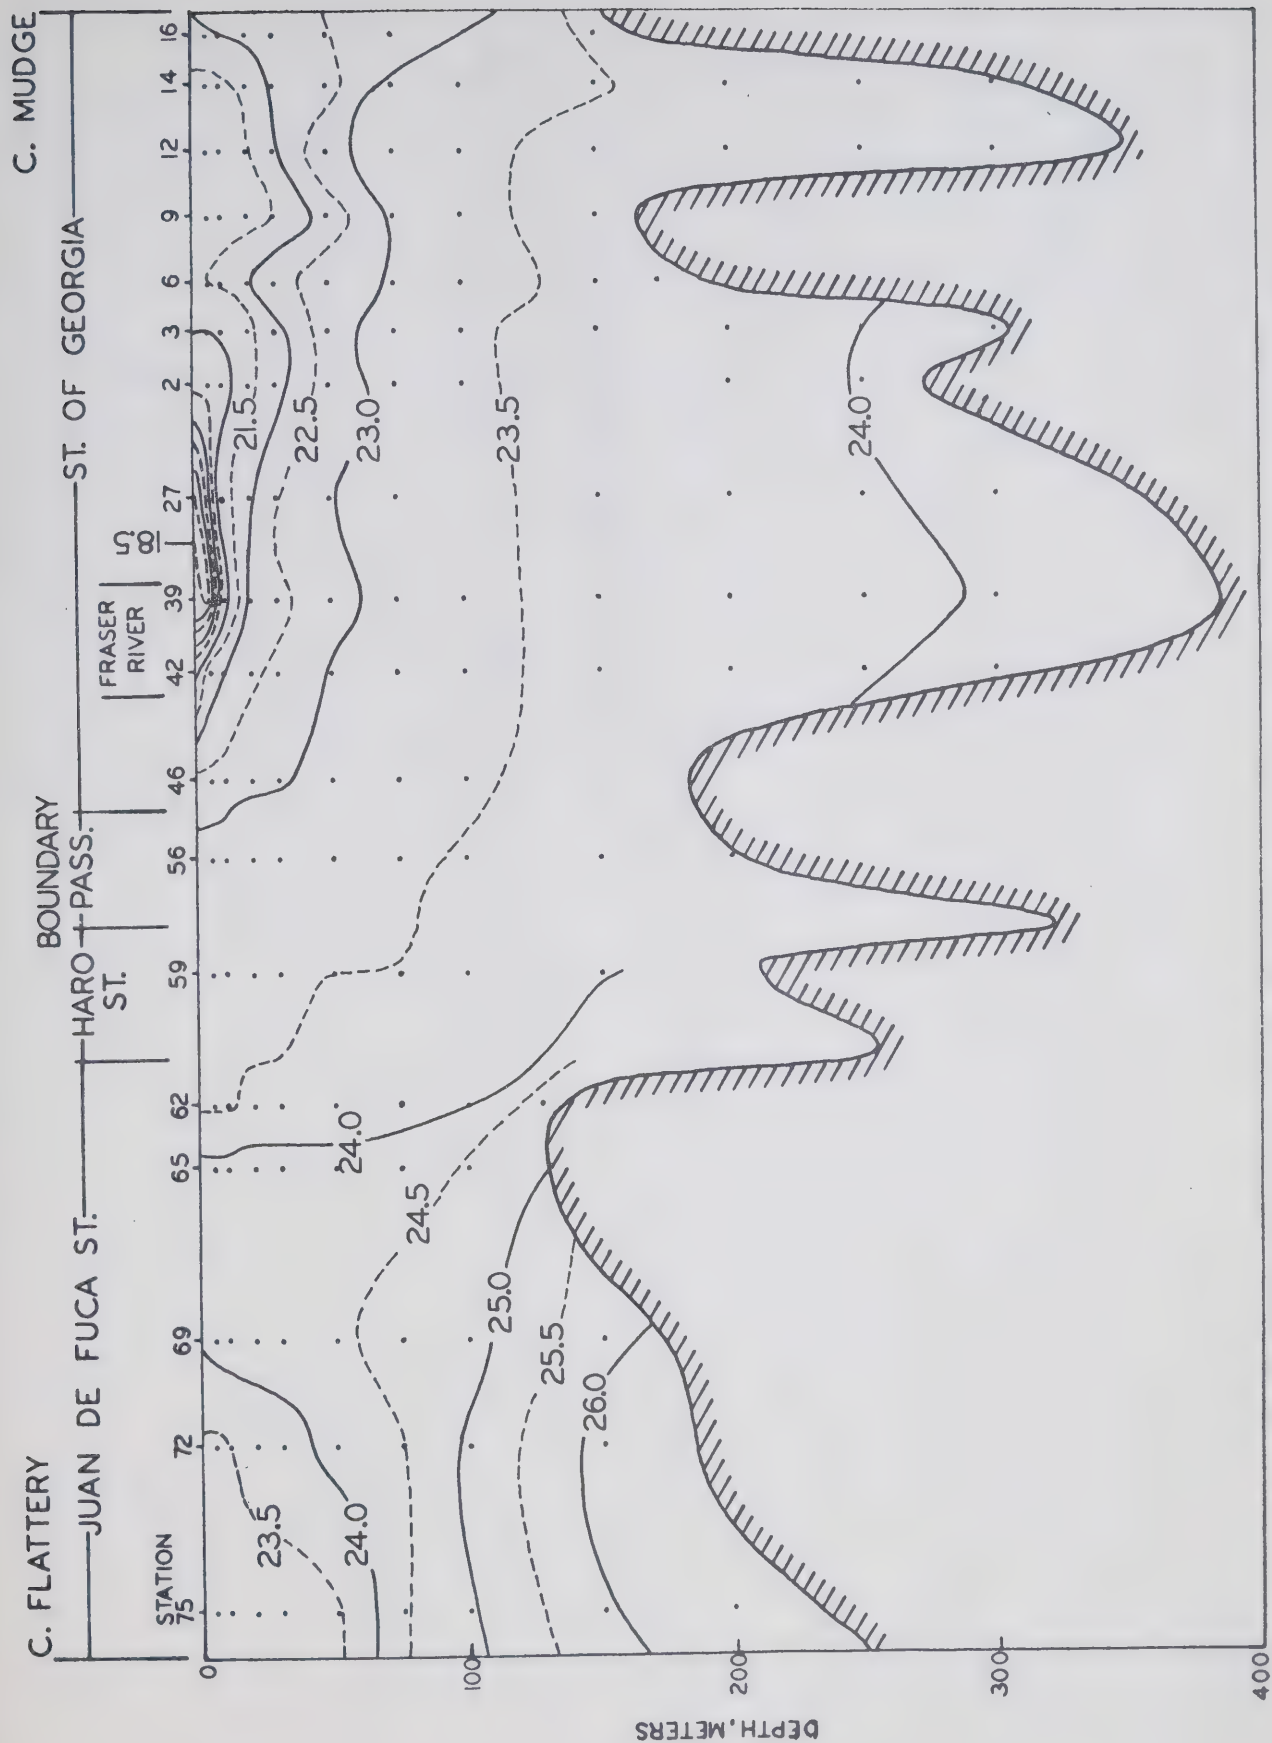 C. FLATTERY
C. MUDGE
BOUNDARY
JUAN DE FUCA ST.
HARO
PASS.
ST. OF GEORGIA
ST.
FRASER
RIVER
5.8
STATION
75 72 69 65 62 59 56 46 42 39 27 2 3 6 9 12 14 16
0
100
200
300
400
DEPTH, METERS
23.5
24.0
24.5
25.0
25.5
26.0
24.0
21.5
22.5
23.0
23.5
24.0